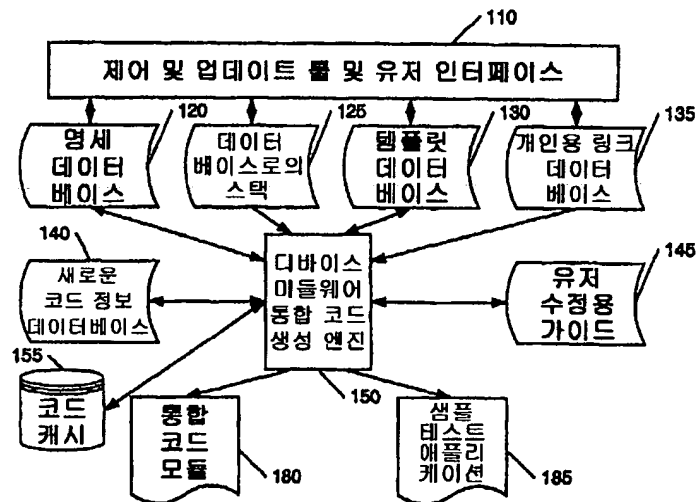 110
제어 및 업데이트 룰 및 유저 인터페이스
120
125
130
135
명세
데이터
베이스
데이터
베이스로의
스택
템플릿
데이터
베이스
개인용 링크
데이터
베이스
140
새로운
코드 정보
데이터베이스
디바이스
미들웨어
통합 코드
생성 엔진
145
유저
수정용
가이드
155
코드
캐시
150
통합
코드
모듈
180
샘플
테스트
애플리
케이션
185